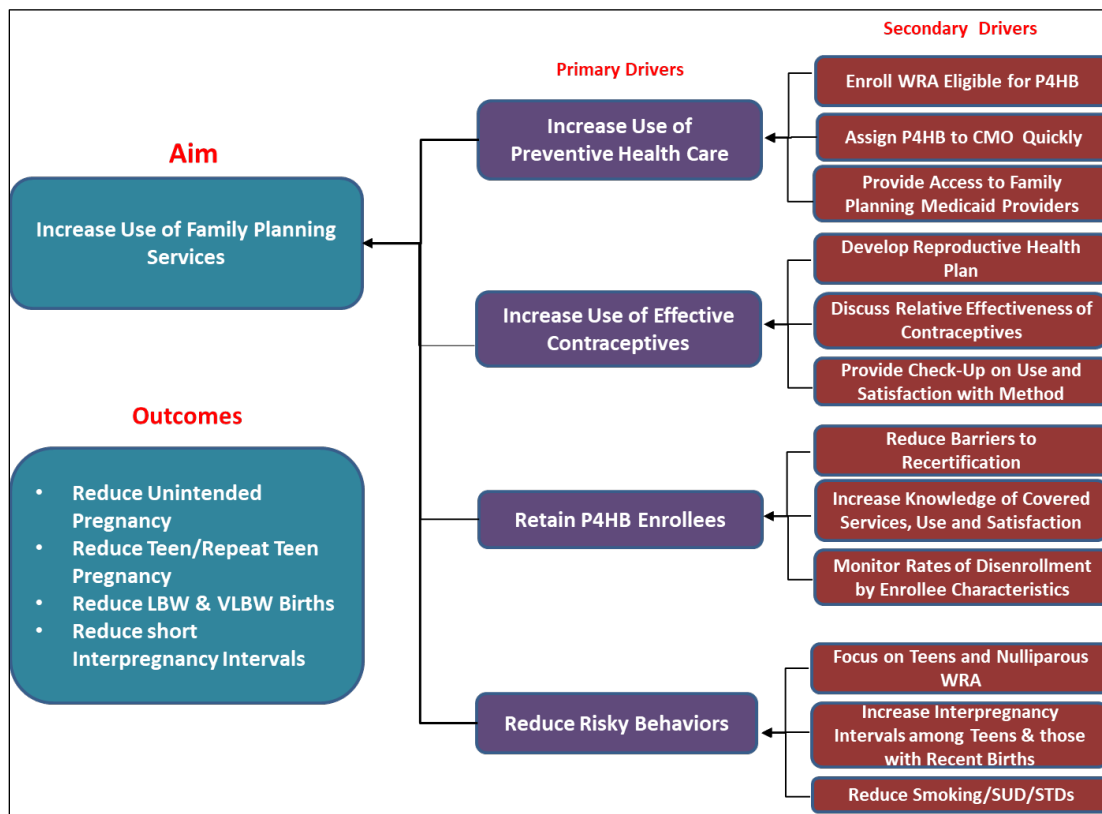 Aim
Increase Use of Family Planning
Services
Outcomes
• Reduce Unintended
Pregnancy
• Reduce Teen/Repeat Teen
Pregnancy
• Reduce LBW & VLBW Births
• Reduce short
Interpregnancy Intervals
Primary Drivers
Increase Use of
Preventive Health Care
Increase Use of Effective
Contraceptives
Retain P4HB Enrollees
Reduce Risky Behaviors
Secondary Drivers
Enroll WRA Eligible for P4HB
Assign P4HB to CMO Quickly
Provide Access to Family
Planning Medicaid Providers
Develop Reproductive Health
Plan
Discuss Relative Effectiveness of
Contraceptives
Provide Check-Up on Use and
Satisfaction with Method
Reduce Barriers to
Recertification
Increase Knowledge of Covered
Services, Use and Satisfaction
Monitor Rates of Disenrollment
by Enrollee Characteristics
Focus on Teens and Nulliparous
WRA
Increase Interpregnancy
Intervals among Teens & those
with Recent Births
Reduce Smoking/SUD/STDs